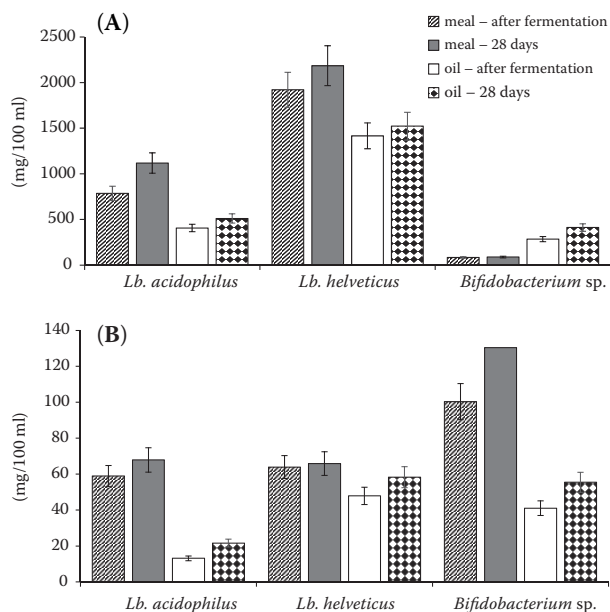 (A)
meal – after fermentation
meal – 28 days
oil – after fermentation
oil – 28 days
(mg/100 ml)
2500
2000
1500
1000
500
0
Lb. acidophilus Lb. helveticus Bifidobacterium sp.
(B)
(mg/100 ml)
140
120
100
80
60
40
20
0
Lb. acidophilus Lb. helveticus Bifidobacterium sp.